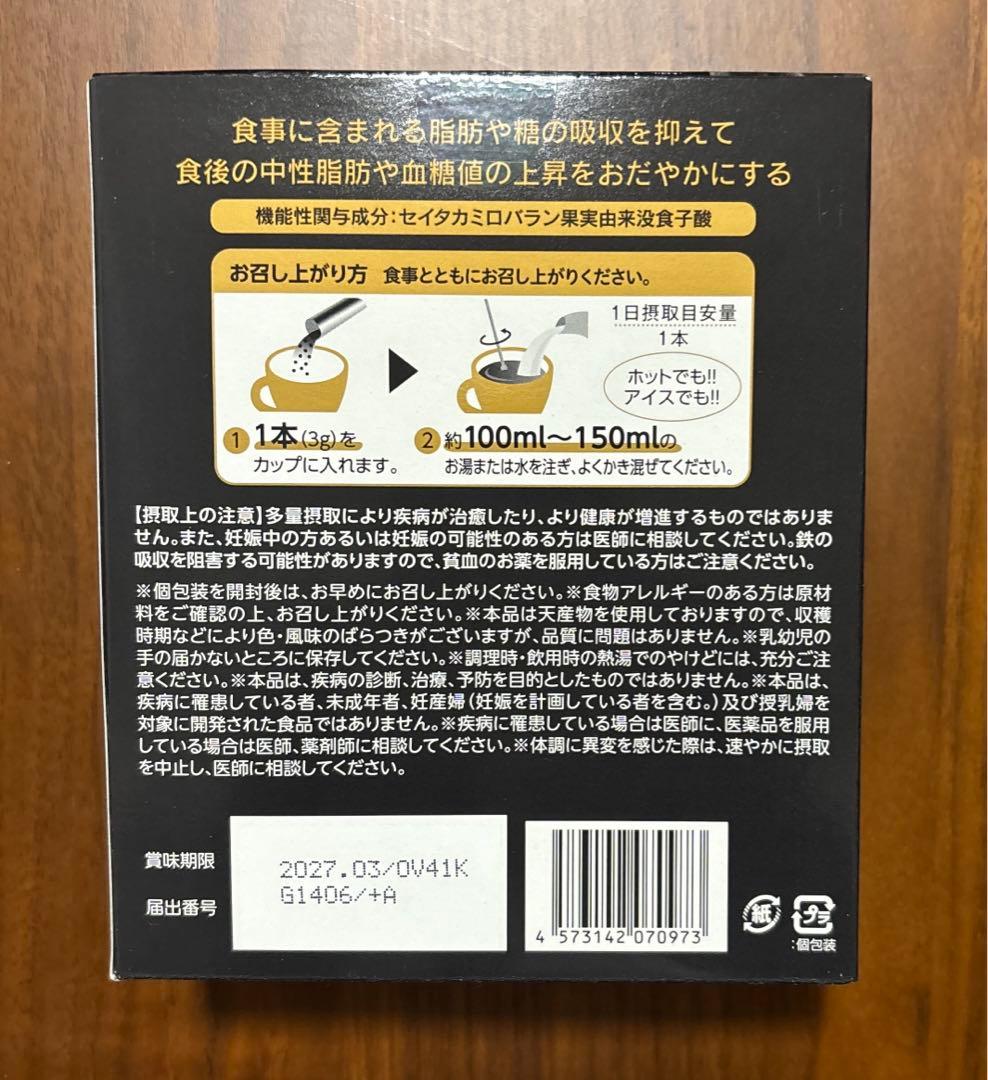 食事に含まれる脂肪や糖の吸収を抑えて
食後の中性脂肪や血糖値の上昇をおだやかにする
機能性関与成分：セイタカミロバラン果実由来没食子酸
お召し上がり方 食事とともにお召し上がりください。
1日摂取目安量
1本
ホットでも!!
アイスでも!!
1 1本(3g)を
カップに入れます。
2 約100ml～150mlの
お湯または水を注ぎ、よくかき混ぜてください。
【摂取上の注意】多量摂取により疾病が治癒したり、より健康が増進するものではありま
せん。また、妊娠中の方あるいは妊娠の可能性のある方は医師に相談してください。鉄の
吸収を阻害する可能性がありますので、貧血のお薬を服用している方はご注意ください。
※個包装を開封後は、お早めにお召し上がりください。※食物アレルギーのある方は原材
料をご確認の上、お召し上がりください。※本品は天産物を使用しておりますので、収穫
時期などにより色・風味のばらつきがございますが、品質に問題はありません。※乳幼児の
手の届かないところに保存してください。※調理時・飲用時の熱湯でのやけどには、充分ご注
意ください。※本品は、疾病の診断、治療、予防を目的としたものではありません。※本品は、
疾病に罹患している者、未成年者、妊産婦(妊娠を計画している者を含む。)及び授乳婦を
対象に開発された食品ではありません。※疾病に罹患している場合は医師に、医薬品を服用
している場合は医師、薬剤師に相談してください。※体調に異変を感じた際は、速やかに摂取
を中止し、医師に相談してください。
賞味期限
2027.03/OV41K
届出番号
G1406/+A
4 573142 070973
紙
プラ
:個包装